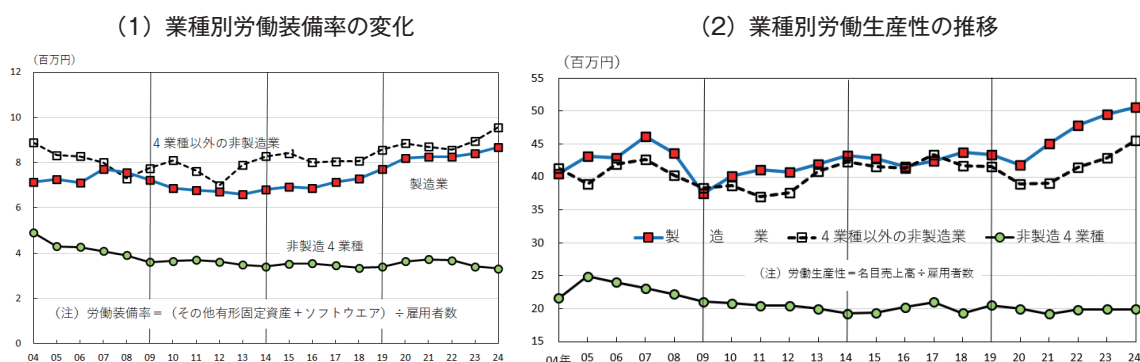 (1) 業種別労働装備率の変化
(百万円)
12
10
8
6
4
2
0
4業種以外の非製造業
製造業
非製造4業種
(注) 労働装備率= (その他有形固定資産+ソフトウエア) ÷雇用者数
04 05 06 07 08 09 10 11 12 13 14 15 16 17 18 19 20 21 22 23 24
(2) 業種別労働生産性の推移
(百万円)
55
50
45
40
35
30
25
20
15
製造業 4業種以外の非製造業 非製造4業種
(注) 労働生産性=名目売上高÷雇用者数
04年 05 06 07 08 09 10 11 12 13 14 15 16 17 18 19 20 21 22 23 24